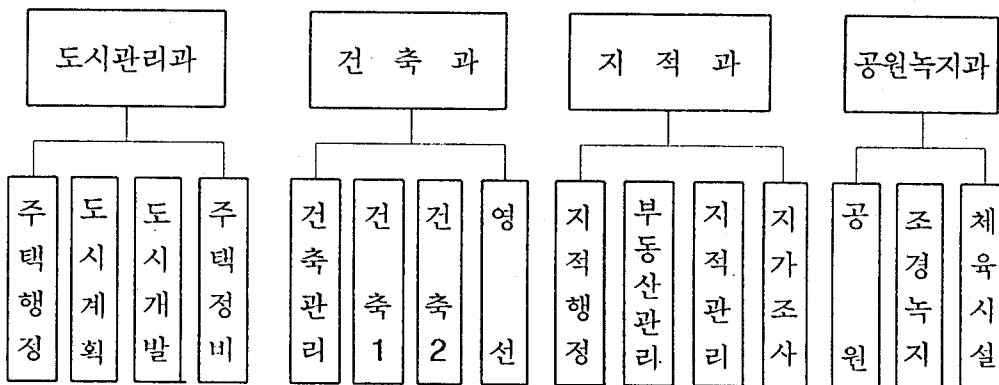 도시관리과
건 축 과
지 적 과
공원녹지과
주택행정
도시계획
도시개발
주택정비
건축관리
건축1
건축2
영선
지적행정
부동산관리
지적관리
지가조사
공원
조경녹지
체육시설